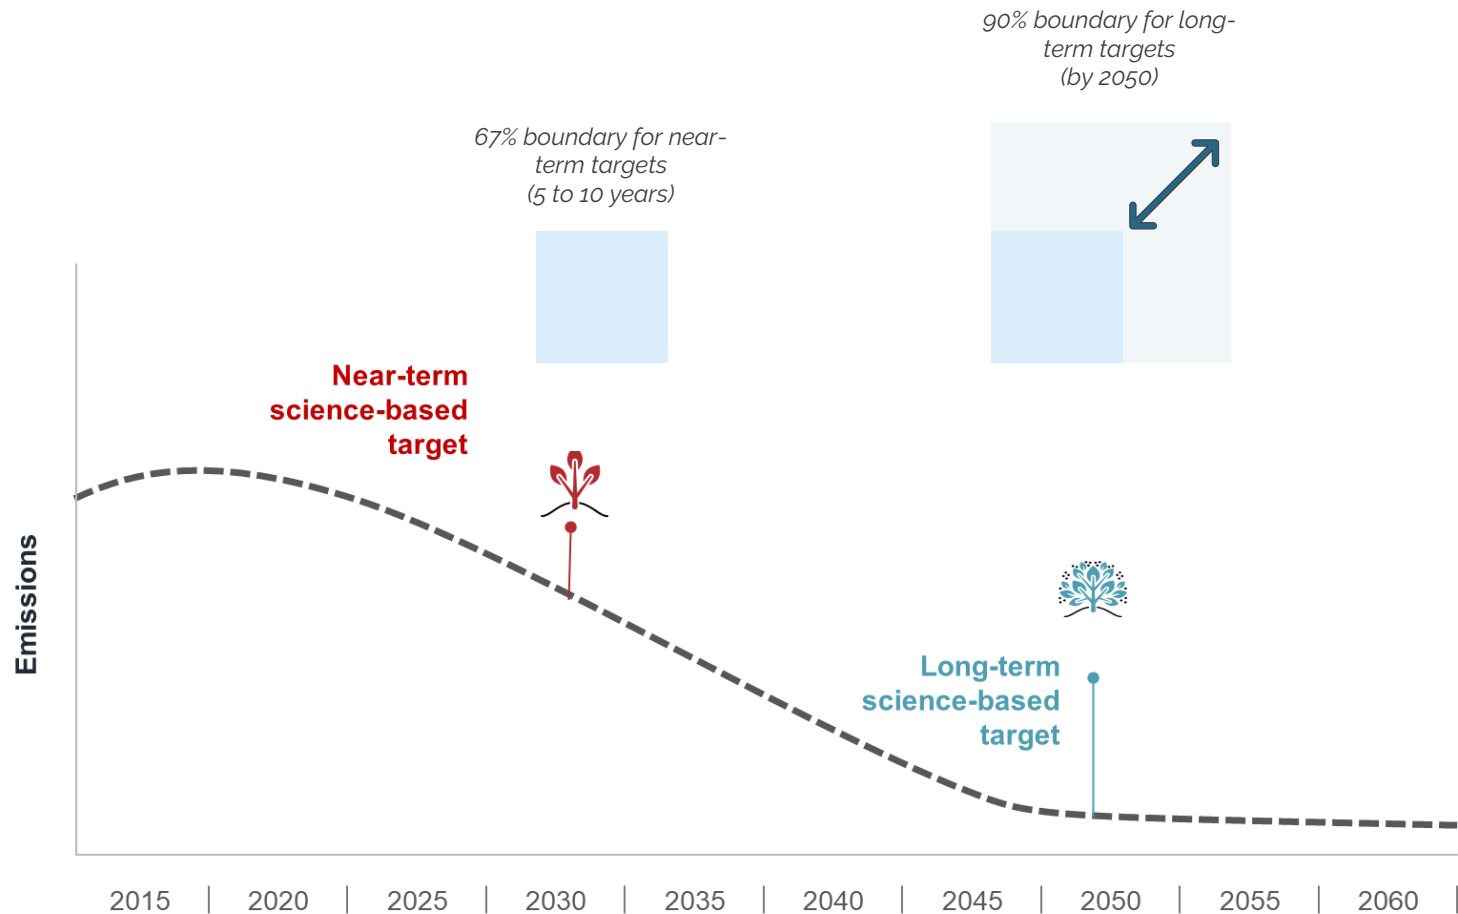 90% boundary for long-
term targets
(by 2050)
67% boundary for near-
term targets
(5 to 10 years)
Near-term
science-based
target
Long-term
science-based
target
Emissions
2015 | 2020 | 2025 | 2030 | 2035 | 2040 | 2045 | 2050 | 2055 | 2060 |